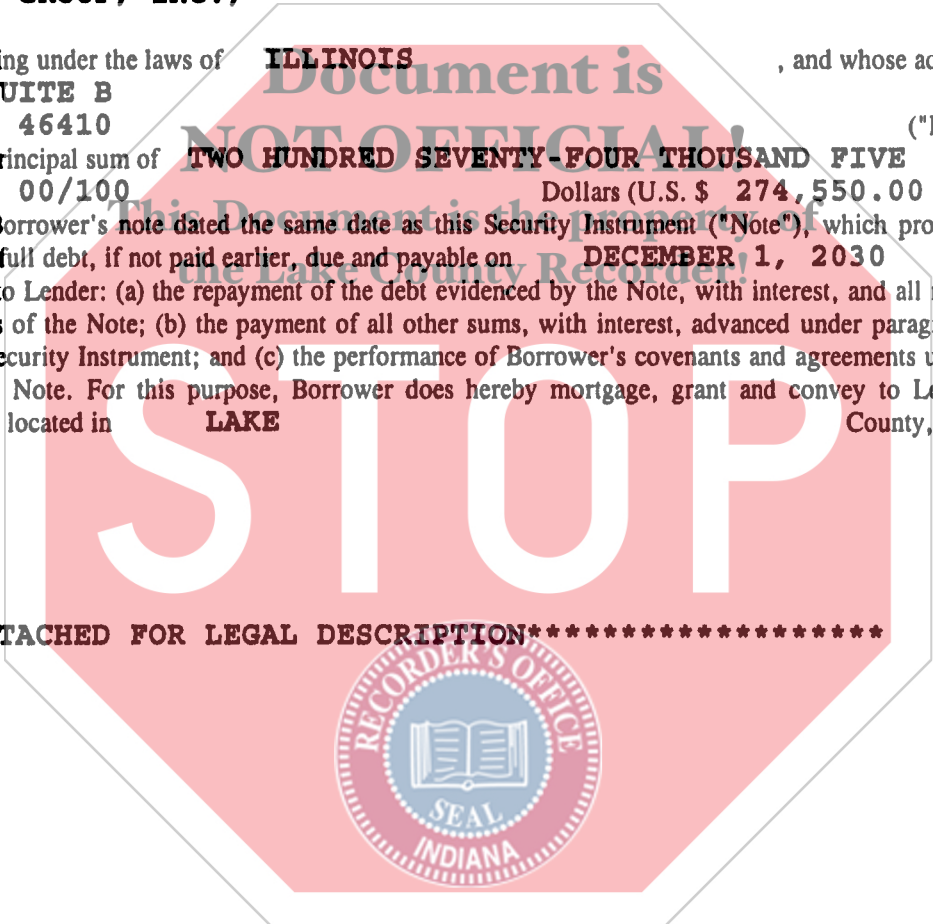 GROUP, INC.,
ing under the laws of ILLINOIS , and whose ad
UITE B
46410 ("
rincipal sum of TWO HUNDRED SEVENTY-FOUR THOUSAND FIVE
00/100 Dollars (U.S. $ 274,550.00
Borrower's note dated the same date as this Security Instrument ("Note"), which pro
full debt, if not paid earlier, due and payable on DECEMBER 1, 2030
to Lender: (a) the repayment of the debt evidenced by the Note, with interest, and all
s of the Note; (b) the payment of all other sums, with interest, advanced under parag
ecurity Instrument; and (c) the performance of Borrower's covenants and agreements u
Note. For this purpose, Borrower does hereby mortgage, grant and convey to Le
located in LAKE County,
TACHED FOR LEGAL DESCRIPTION*******************
Document is
NOT OFFICIAL!
This Document is the property of
the Lake County Recorder!
STOP
RECORDER'S OFFICE
SEAL
INDIANA